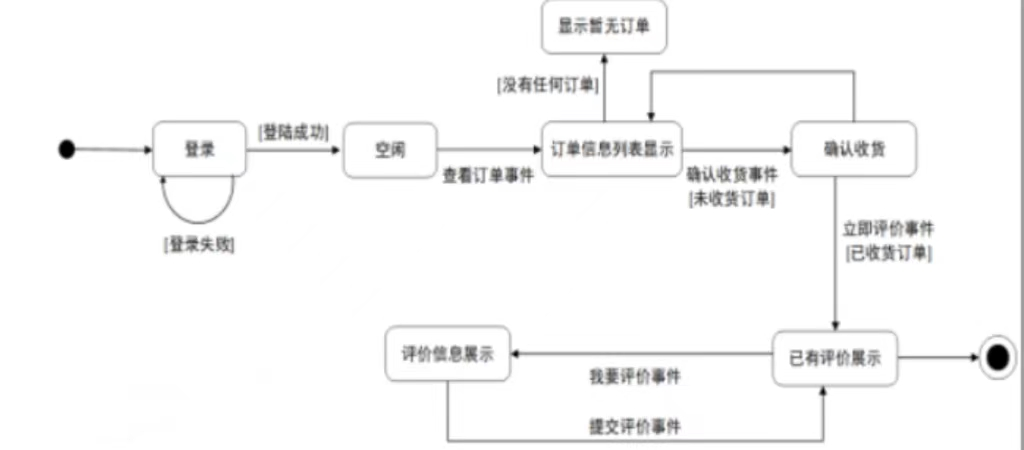 显示暂无订单
[没有任何订单]
登录
[登陆成功]
空闲
查看订单事件
订单信息列表显示
确认收货事件
[未收货订单]
确认收货
[登录失败]
立即评价事件
[已收货订单]
评价信息展示
我要评价事件
已有评价展示
提交评价事件